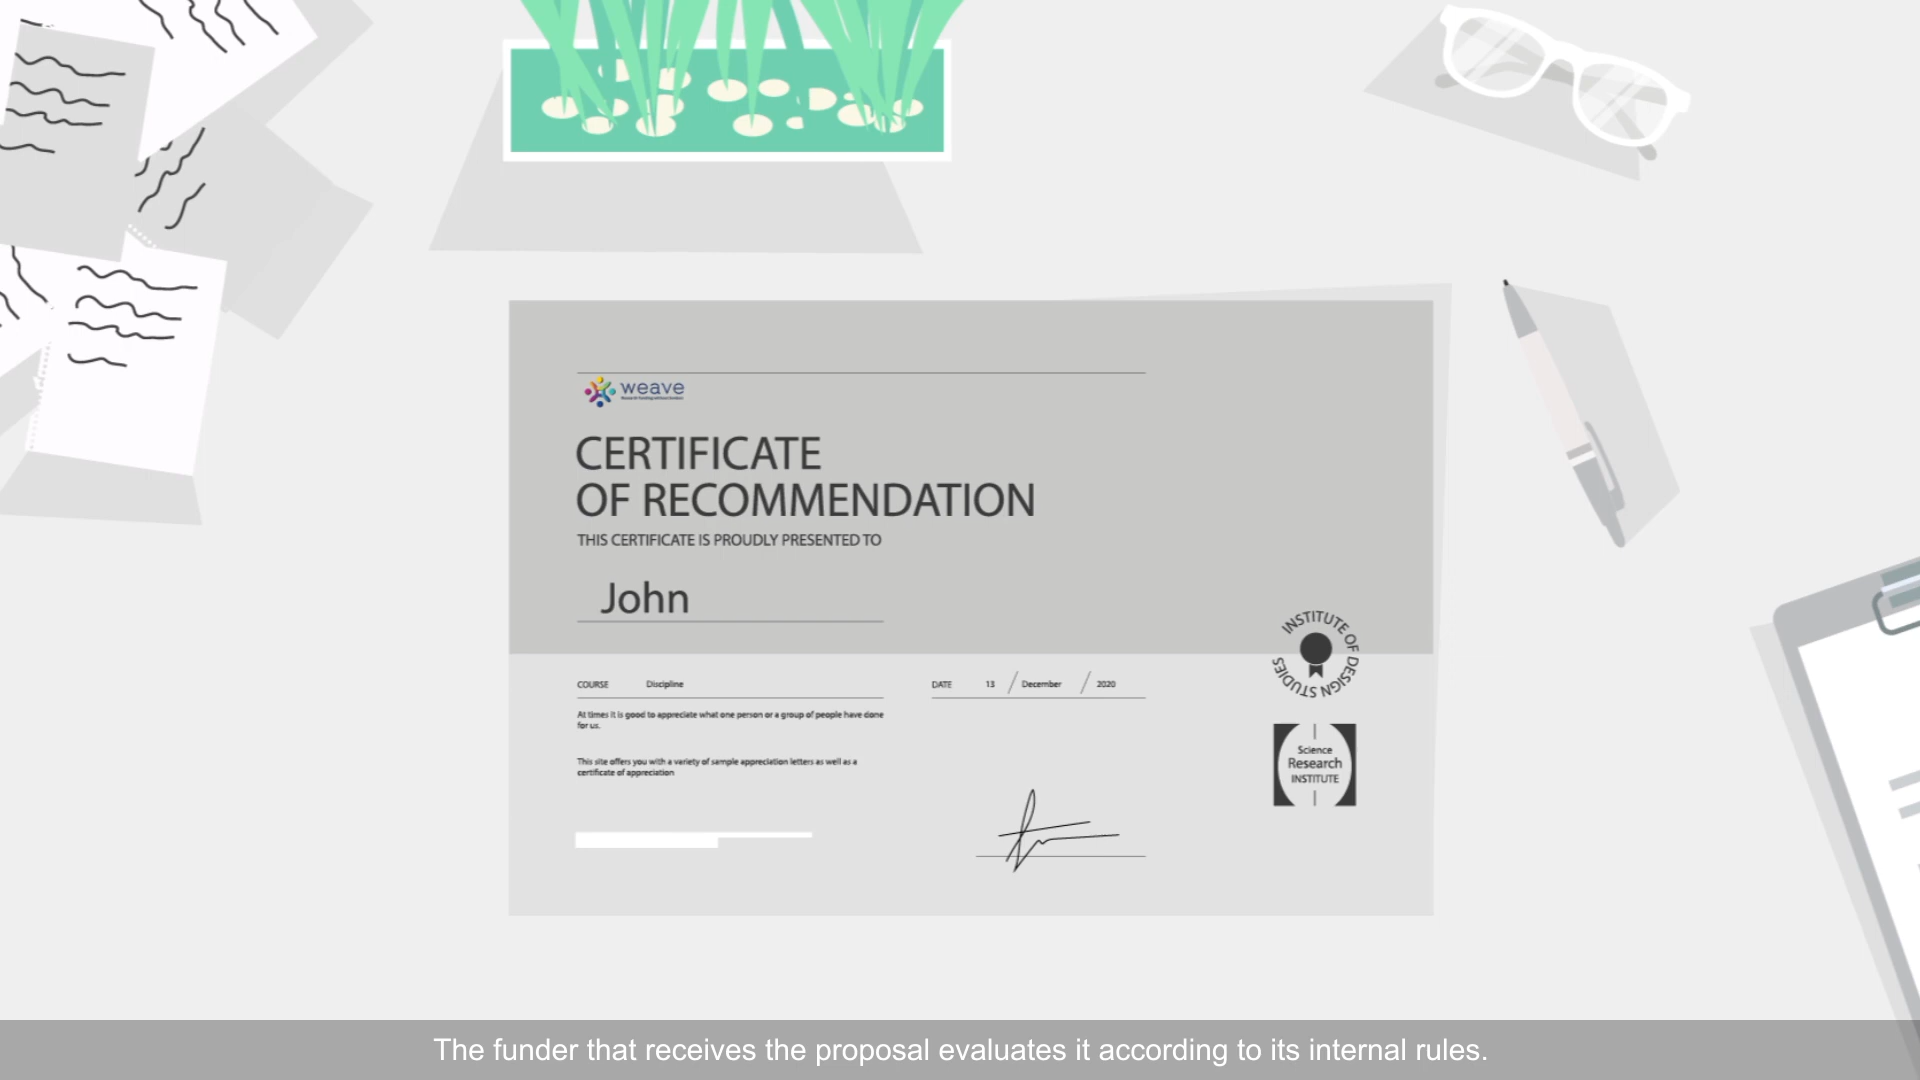 weave
CERTIFICATE
OF RECOMMENDATION
THIS CERTIFICATE IS PROUDLY PRESENTED TO
John
COURSE Discipline
DATE 13 / December / 2020
At times it is good to appreciate what one person or a group of people have done
for us.
This site offers you with a variety of sample appreciation letters as well as a
certificate of appreciation
INSTITUTE OF DESIGN STUDIES
Science
Research
INSTITUTE
The funder that receives the proposal evaluates it according to its internal rules.